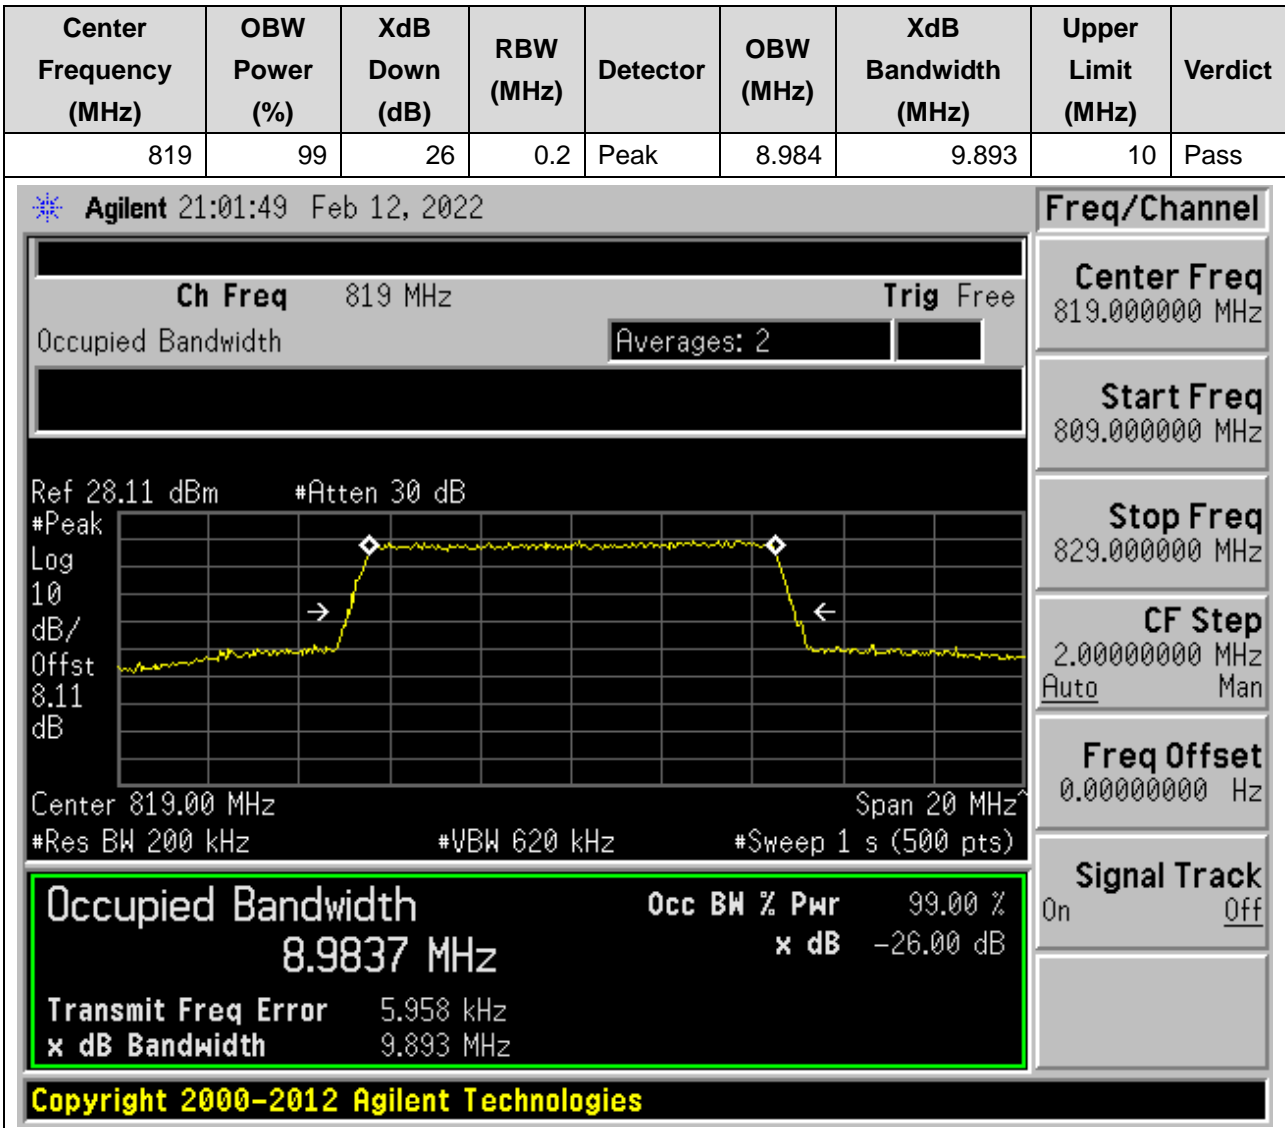 Center Frequency (MHz) OBW Power (%) XdB Down (dB) RBW (MHz) Detector OBW (MHz) XdB Bandwidth (MHz) Upper Limit (MHz) Verdict
819 99 26 0.2 Peak 8.984 9.893 10 Pass
Agilent 21:01:49 Feb 12, 2022
Freq/Channel
Ch Freq 819 MHz Trig Free
Occupied Bandwidth Averages: 2
Ref 28.11 dBm #Atten 30 dB
#Peak
Log
10
dB/
Offst
8.11
dB
Center 819.00 MHz Span 20 MHz^
#Res BW 200 kHz #VBW 620 kHz #Sweep 1 s (500 pts)
Occupied Bandwidth Occ BW % Pwr 99.00 %
8.9837 MHz x dB -26.00 dB
Transmit Freq Error 5.958 kHz
x dB Bandwidth 9.893 MHz
Copyright 2000-2012 Agilent Technologies
Center Freq
819.000000 MHz
Start Freq
809.000000 MHz
Stop Freq
829.000000 MHz
CF Step
2.00000000 MHz
Auto Man
Freq Offset
0.00000000 Hz
Signal Track
On Off